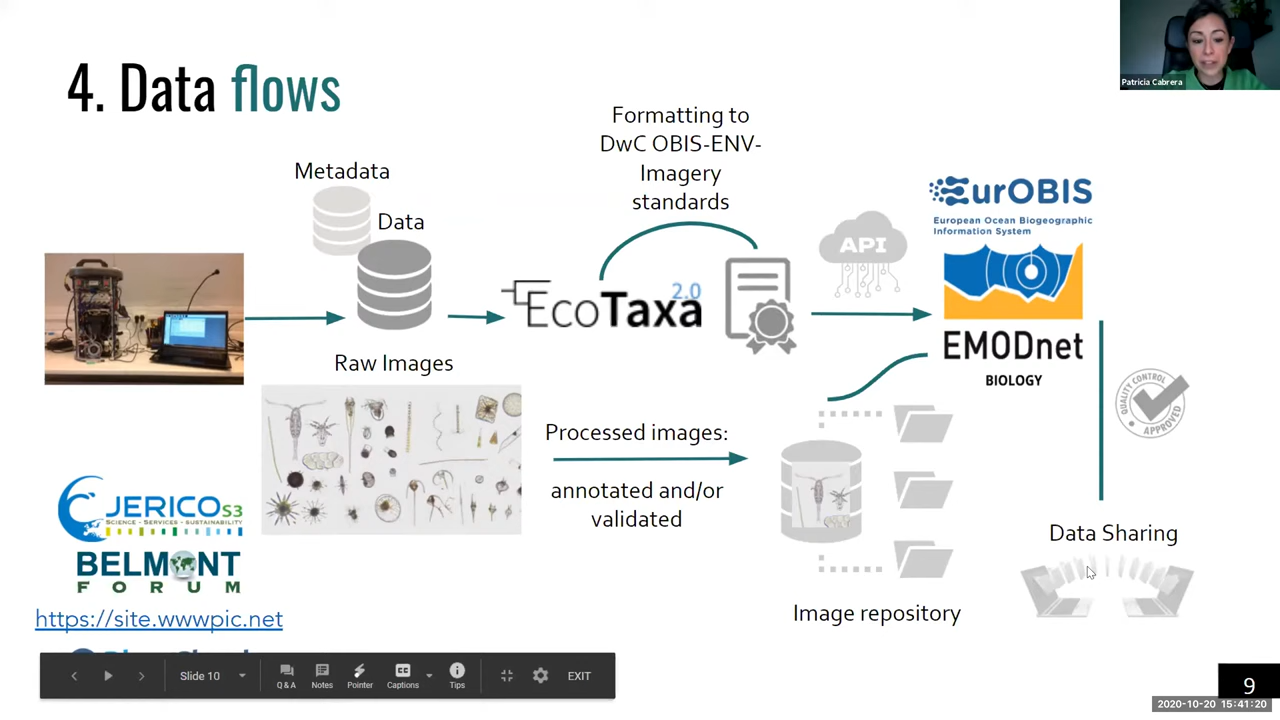 4. Data flows
Patricia Cabrera
Formatting to
DwC OBIS-ENV-
Imagery
standards
Metadata
Data
EurOBIS
European Ocean Biogeographic
Information System
API
EcoTaxa
2.0
EMODnet
BIOLOGY
Raw Images
QUALITY CONTROL
APPROVED
Processed images:
annotated and/or
validated
JERICO S3
SCIENCE - SERVICES - SUSTAINABILITY
BELMONT
FORUM
Data Sharing
Image repository
https://site.wwwpic.net
Slide 10
Q & A
Notes
Pointer
Captions
Tips
EXIT
9
2020-10-20 15:41:20